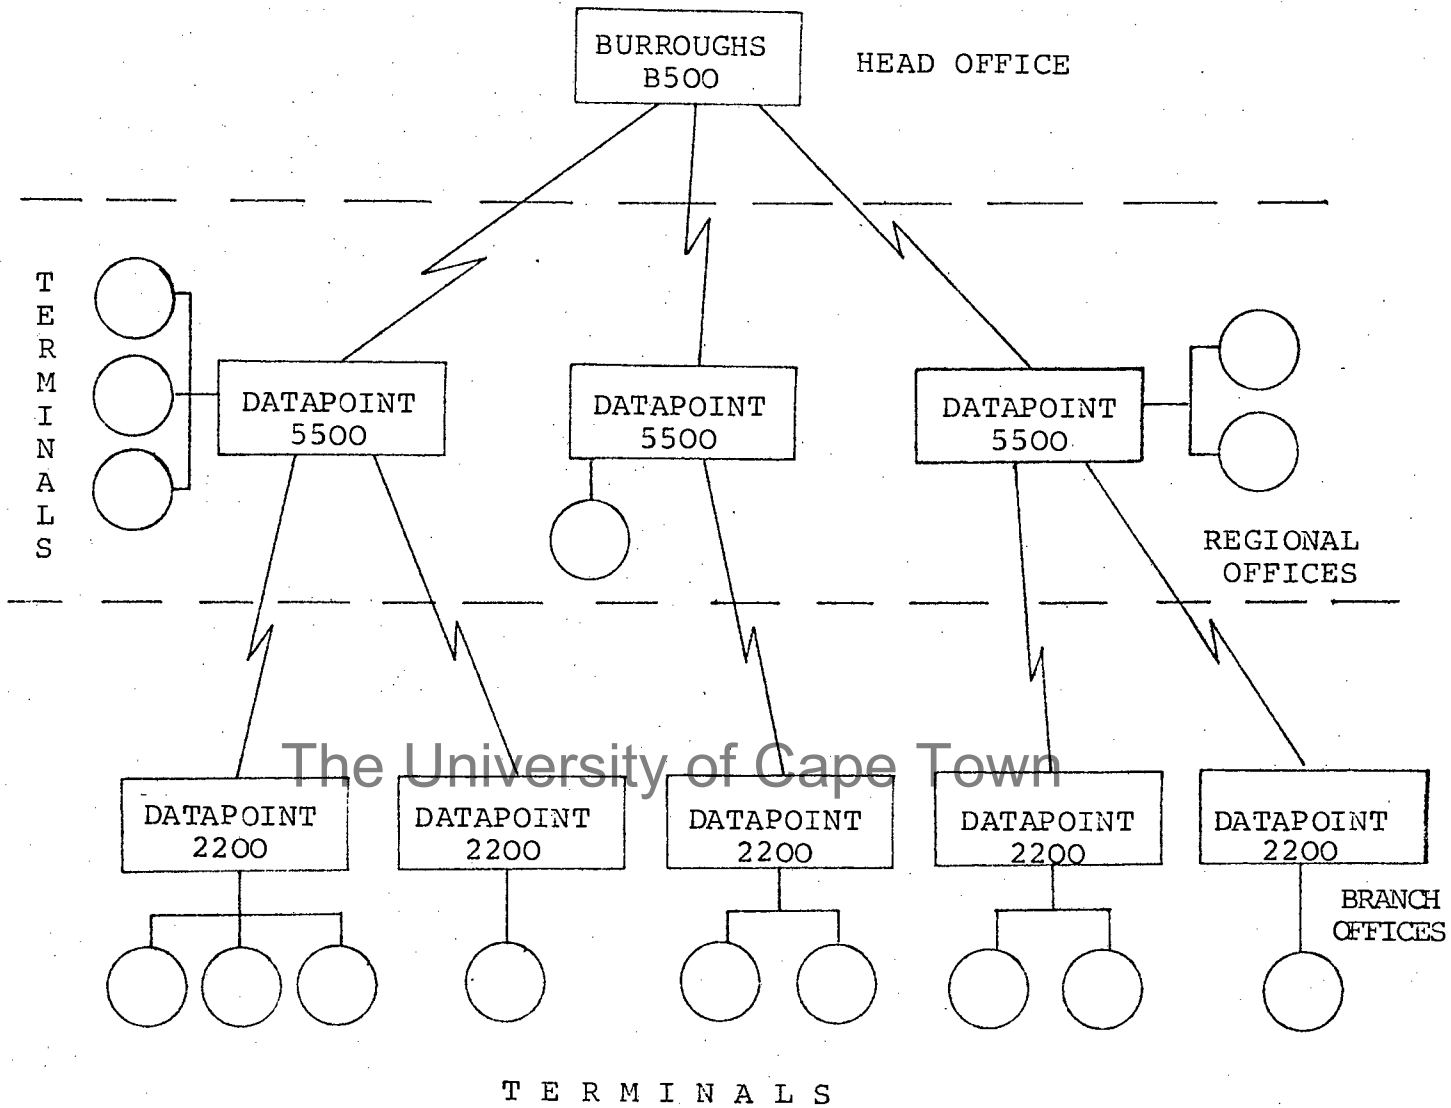 BURROUGHS
B500
HEAD OFFICE
TERMINALS
DATAPOINT
5500
DATAPOINT
5500
DATAPOINT
5500
REGIONAL
OFFICES
The University of Cape Town
DATAPOINT
2200
DATAPOINT
2200
DATAPOINT
2200
DATAPOINT
2200
DATAPOINT
2200
BRANCH
OFFICES
TERMINALS